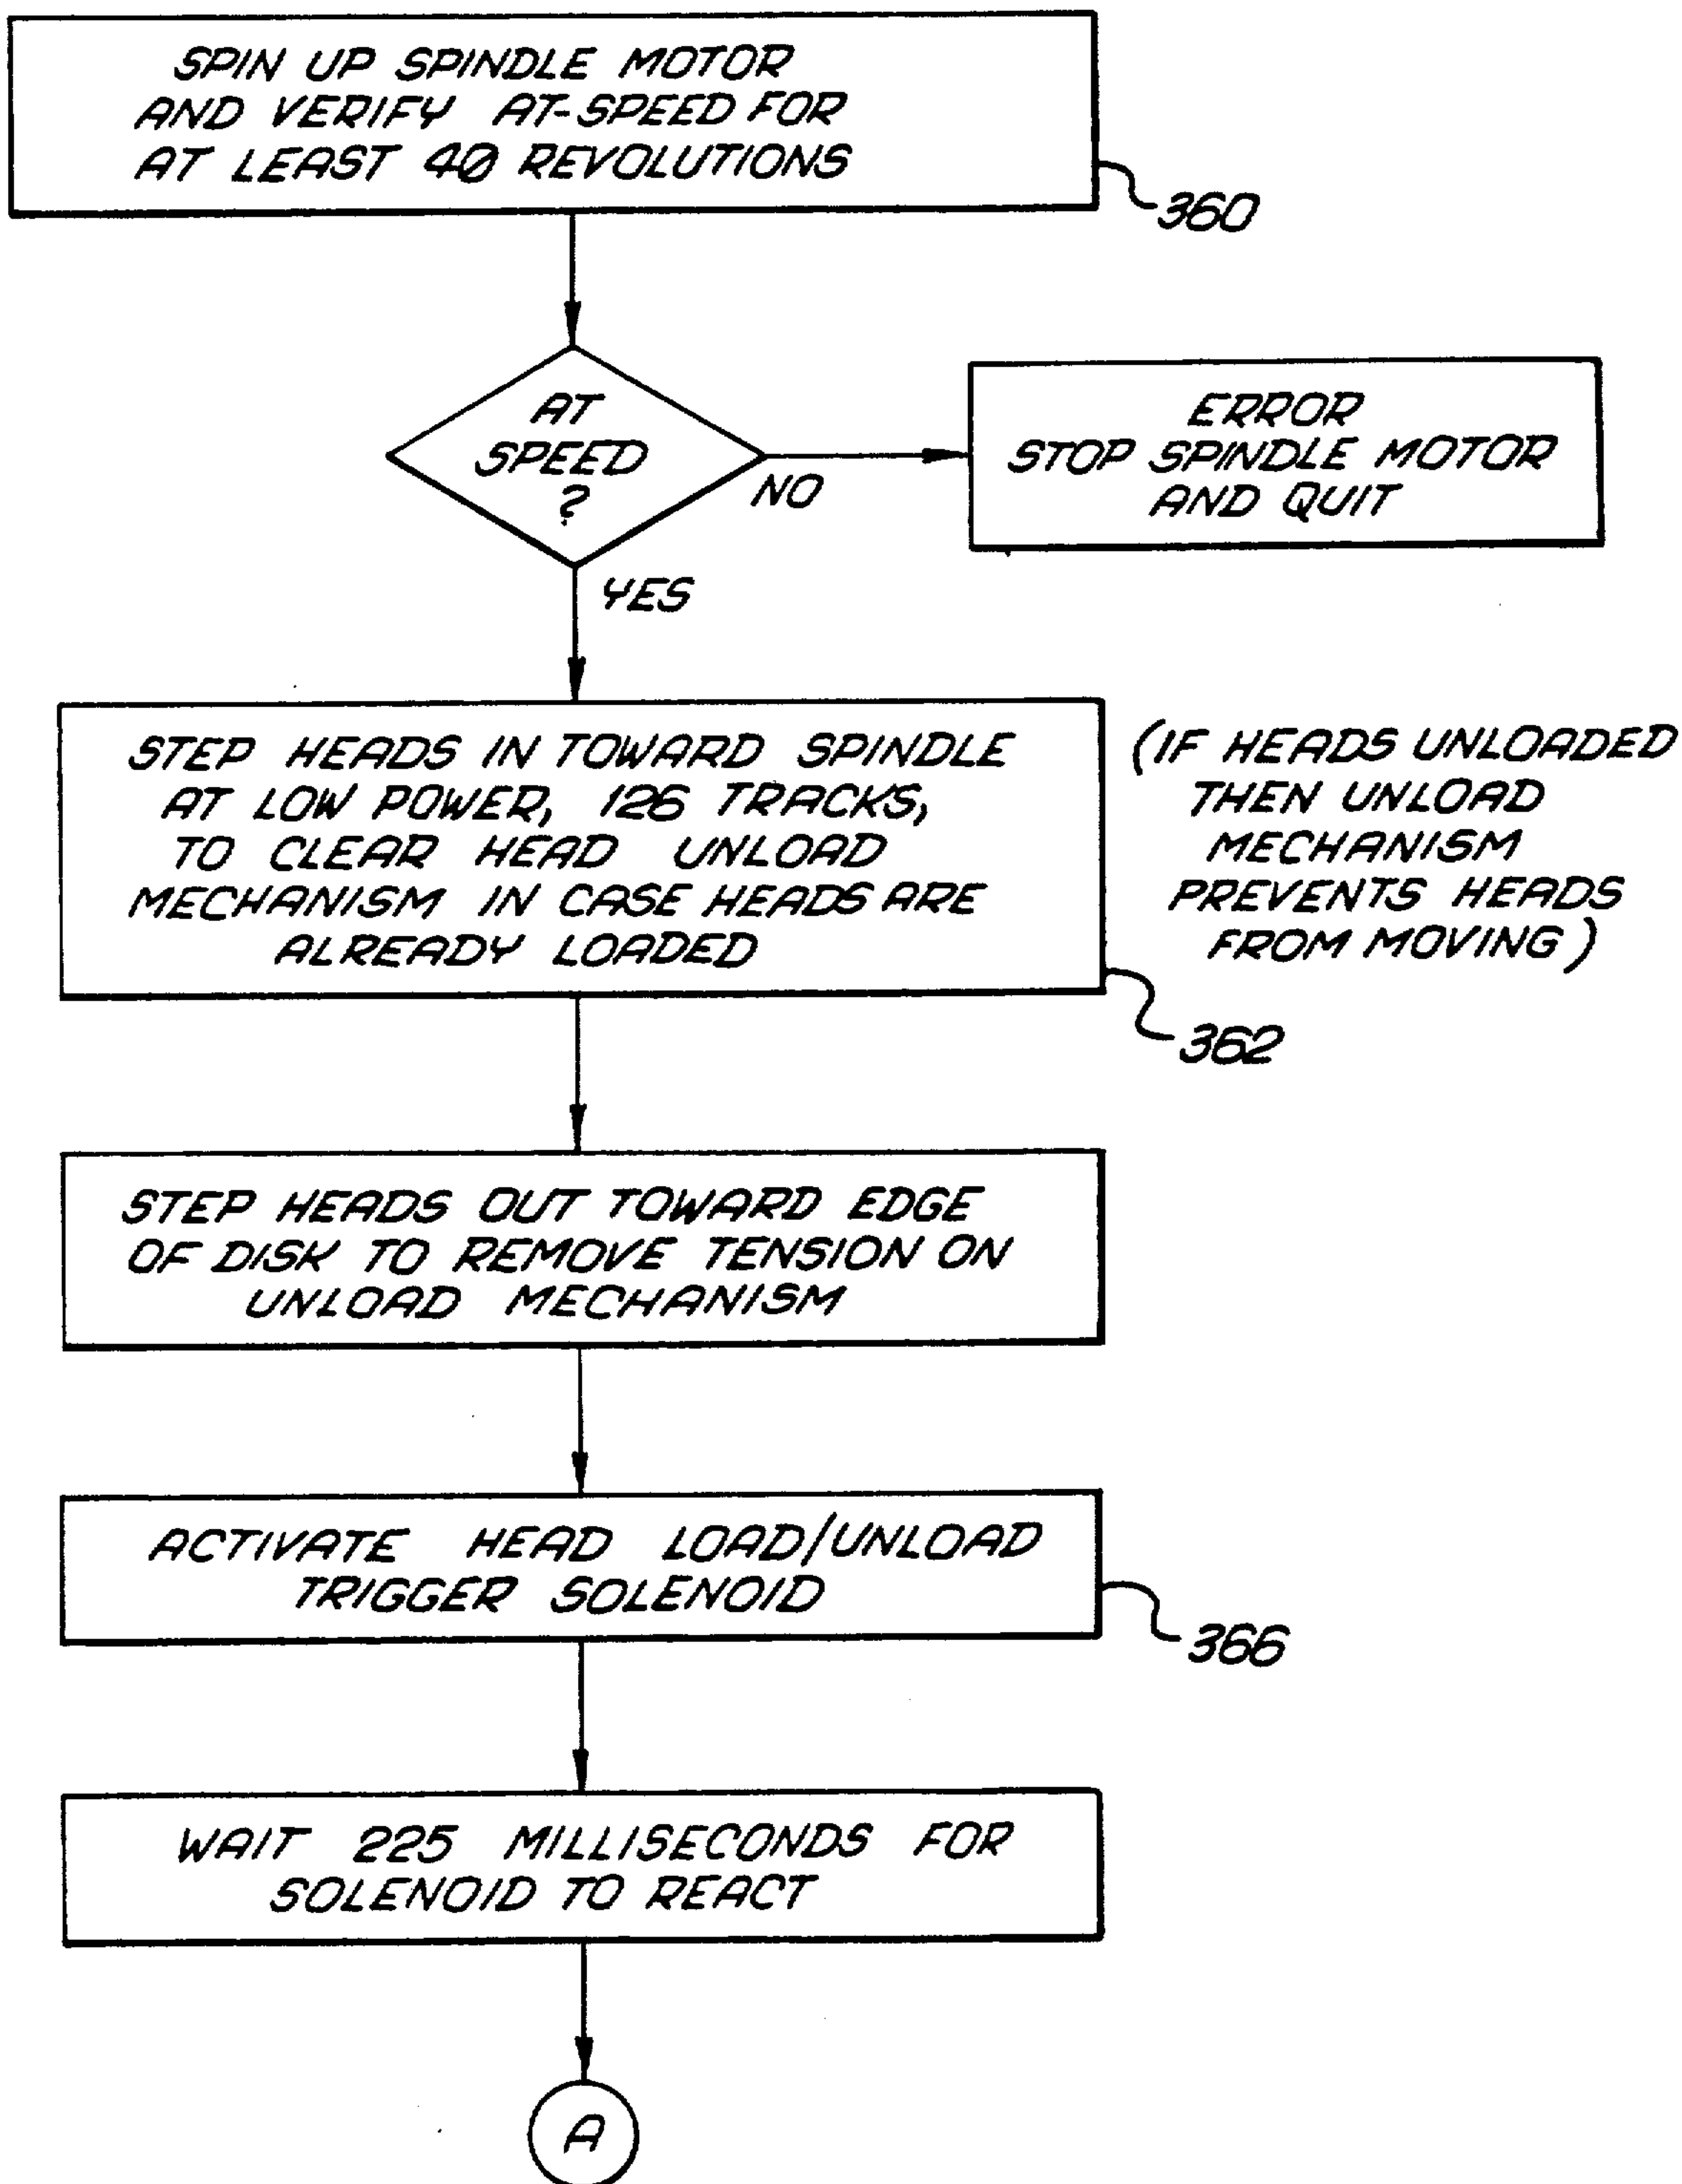 SPIN UP SPINDLE MOTOR
AND VERIFY AT-SPEED FOR
AT LEAST 40 REVOLUTIONS
360
AT
SPEED
?
NO
ERROR
STOP SPINDLE MOTOR
AND QUIT
YES
STEP HEADS IN TOWARD SPINDLE
AT LOW POWER, 126 TRACKS,
TO CLEAR HEAD UNLOAD
MECHANISM IN CASE HEADS ARE
ALREADY LOADED
(IF HEADS UNLOADED
THEN UNLOAD
MECHANISM
PREVENTS HEADS
FROM MOVING)
362
STEP HEADS OUT TOWARD EDGE
OF DISK TO REMOVE TENSION ON
UNLOAD MECHANISM
ACTIVATE HEAD LOAD/UNLOAD
TRIGGER SOLENOID
366
WAIT 225 MILLISECONDS FOR
SOLENOID TO REACT
A